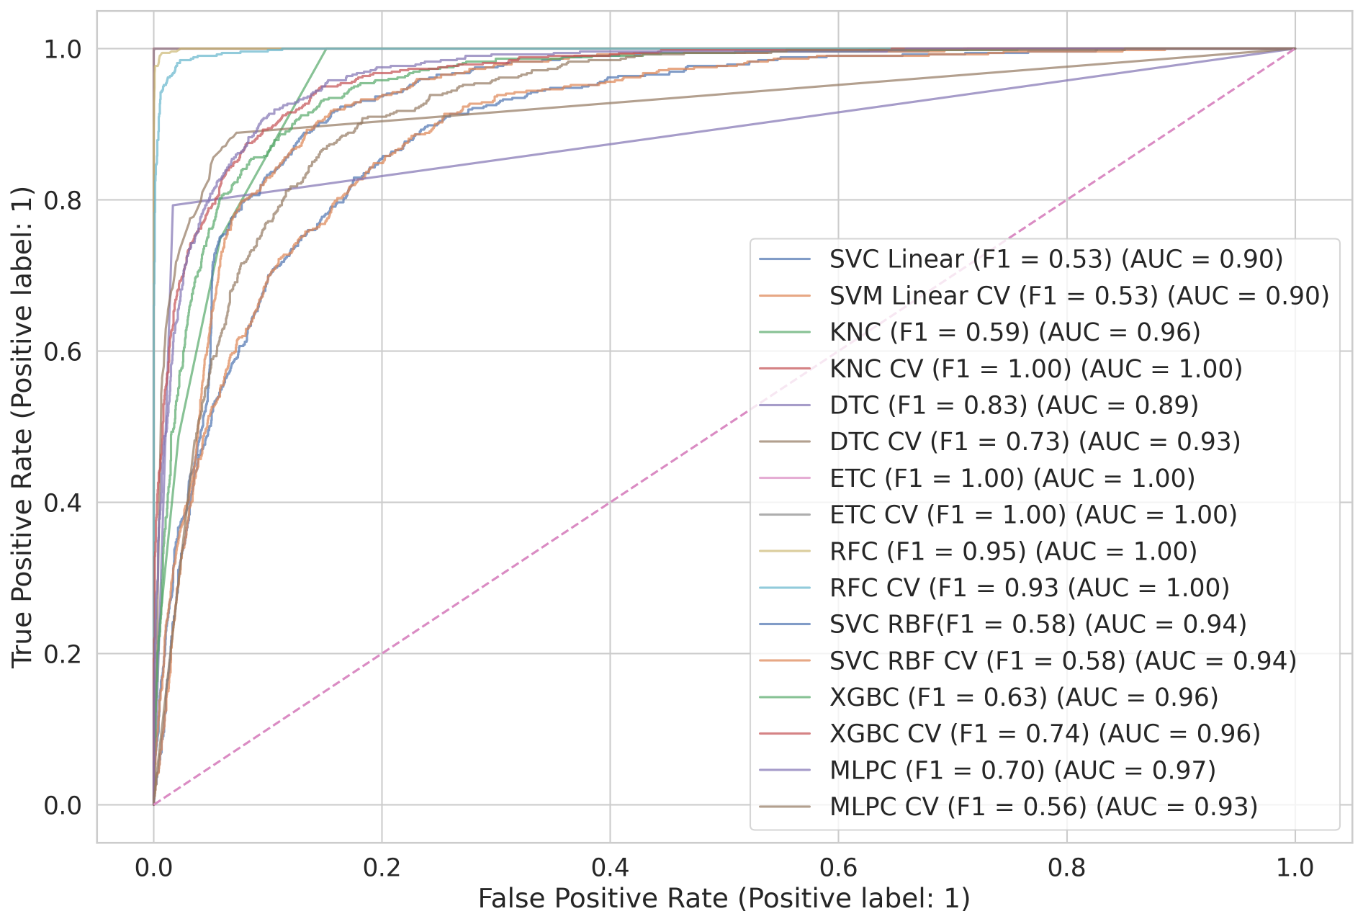 True Positive Rate (Positive label: 1)
1.0
0.8
0.6
0.4
0.2
0.0
SVC Linear (F1 = 0.53) (AUC = 0.90)
SVM Linear CV (F1 = 0.53) (AUC = 0.90)
KNC (F1 = 0.59) (AUC = 0.96)
KNC CV (F1 = 1.00) (AUC = 1.00)
DTC (F1 = 0.83) (AUC = 0.89)
DTC CV (F1 = 0.73) (AUC = 0.93)
ETC (F1 = 1.00) (AUC = 1.00)
ETC CV (F1 = 1.00) (AUC = 1.00)
RFC (F1 = 0.95) (AUC = 1.00)
RFC CV (F1 = 0.93 (AUC = 1.00)
SVC RBF(F1 = 0.58) (AUC = 0.94)
SVC RBF CV (F1 = 0.58) (AUC = 0.94)
XGBC (F1 = 0.63) (AUC = 0.96)
XGBC CV (F1 = 0.74) (AUC = 0.96)
MLPC (F1 = 0.70) (AUC = 0.97)
MLPC CV (F1 = 0.56) (AUC = 0.93)
0.0 0.2 0.4 0.6 0.8 1.0
False Positive Rate (Positive label: 1)